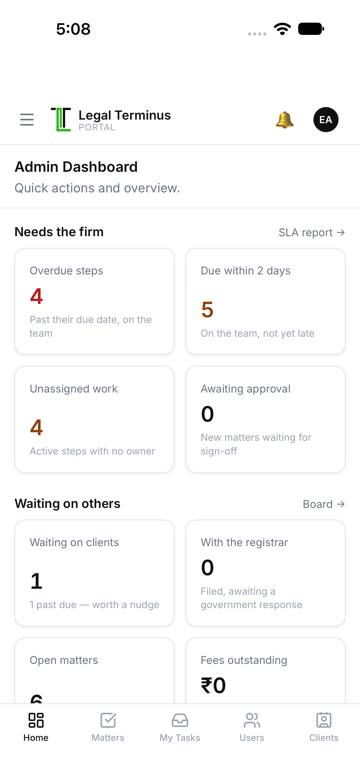 5:08
Legal Terminus
PORTAL
EA
Admin Dashboard
Quick actions and overview.
Needs the firm
SLA report →
Overdue steps
4
Past their due date, on the
team
Due within 2 days
5
On the team, not yet late
Unassigned work
4
Active steps with no owner
Awaiting approval
0
New matters waiting for
sign-off
Waiting on others
Board →
Waiting on clients
1
1 past due — worth a nudge
With the registrar
0
Filed, awaiting a
government response
Open matters
Fees outstanding
₹0
Home
Matters
My Tasks
Users
Clients